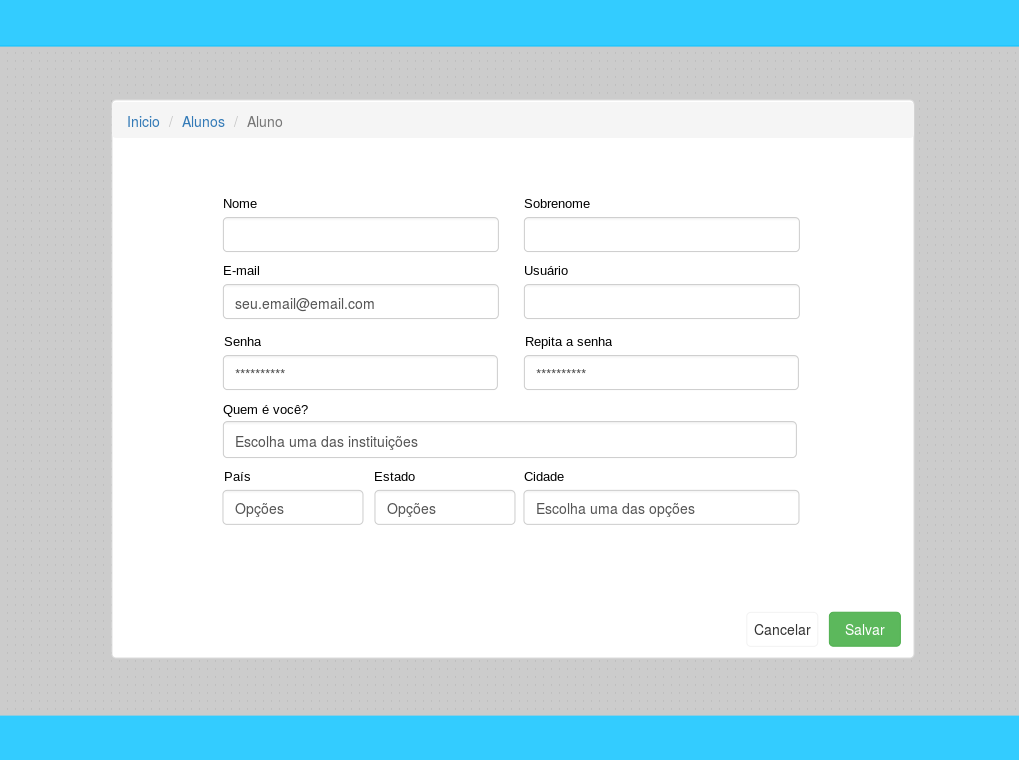 Inicio / Alunos / Aluno
Nome Sobrenome
E-mail Usuário
seu.email@email.com
Senha Repita a senha
********** **********
Quem é você?
Escolha uma das instituições
País Estado Cidade
Opções Opções Escolha uma das opções
Cancelar Salvar